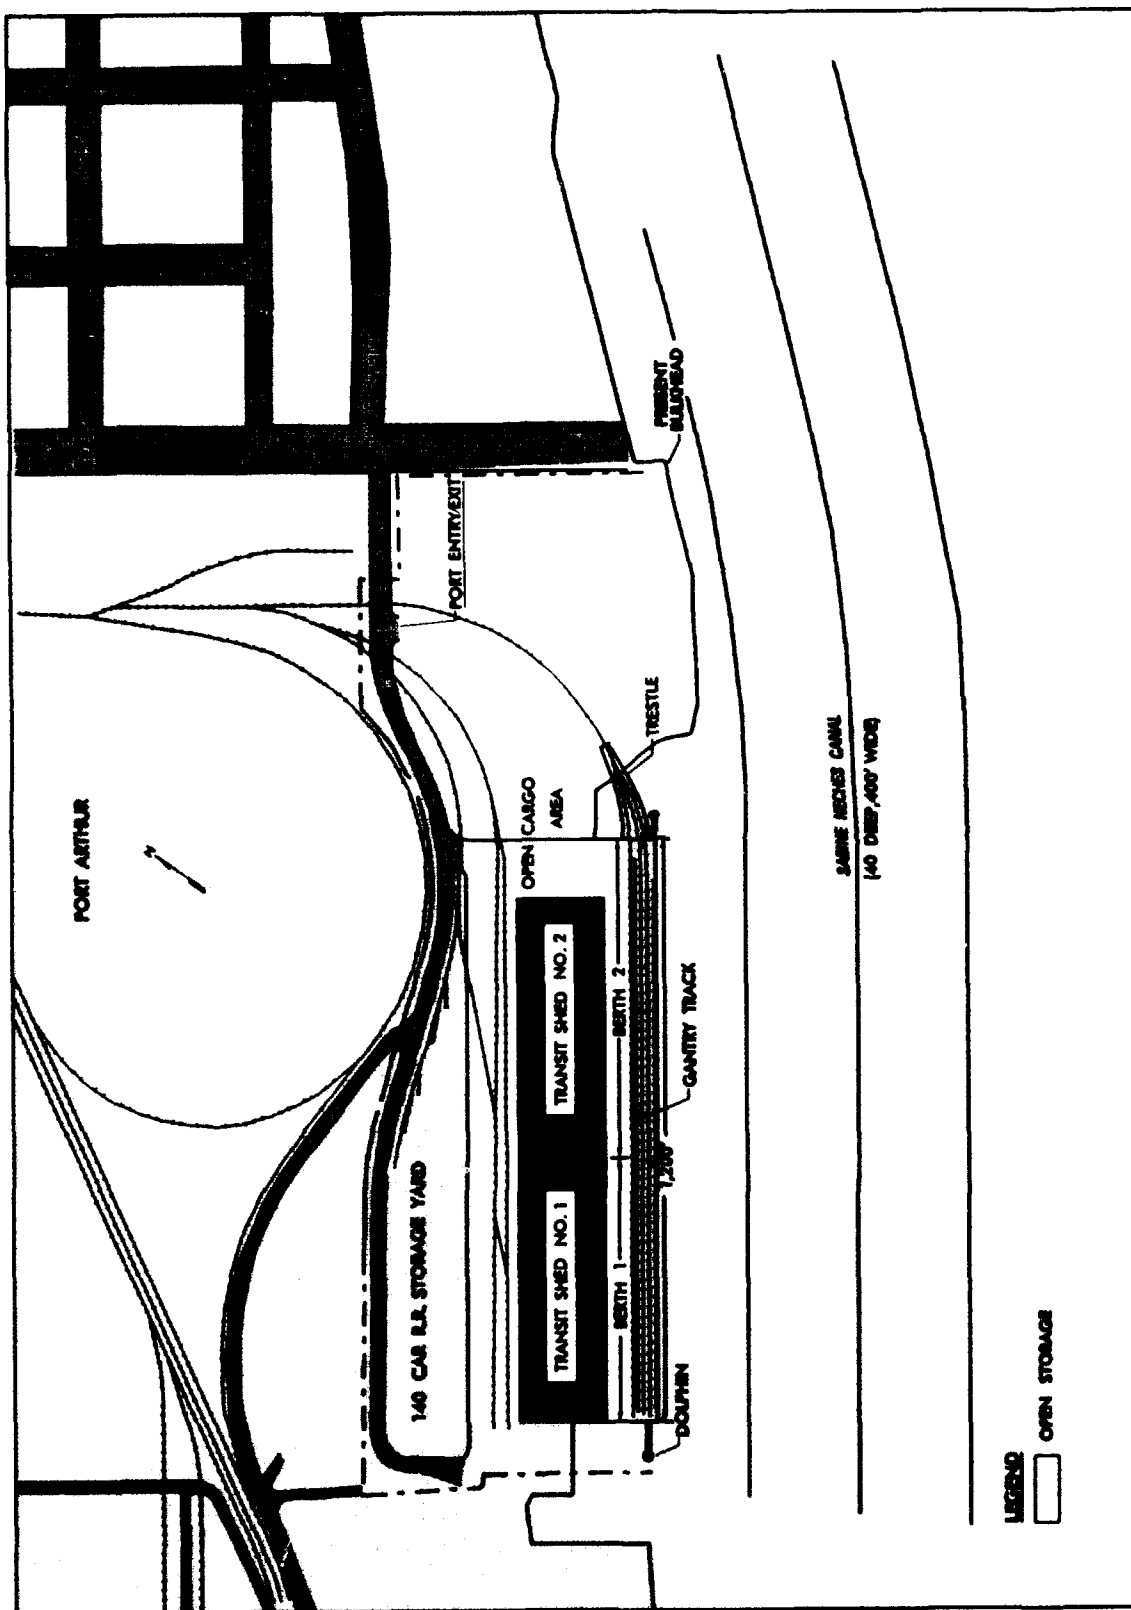 PORT ARTHUR
N
PORT ENTRY/EXIT
PRESENT
BULKHEAD
TRESTLE
OPEN CARGO
AREA
140 CAR R.R. STORAGE YARD
TRANSIT SHED NO. 1
TRANSIT SHED NO. 2
BERTH 1
BERTH 2
1,200'
GANTRY TRACK
DOLPHIN
SABINE NECHES CANAL
(40 DEEP, 400' WIDE)
LEGEND
OPEN STORAGE